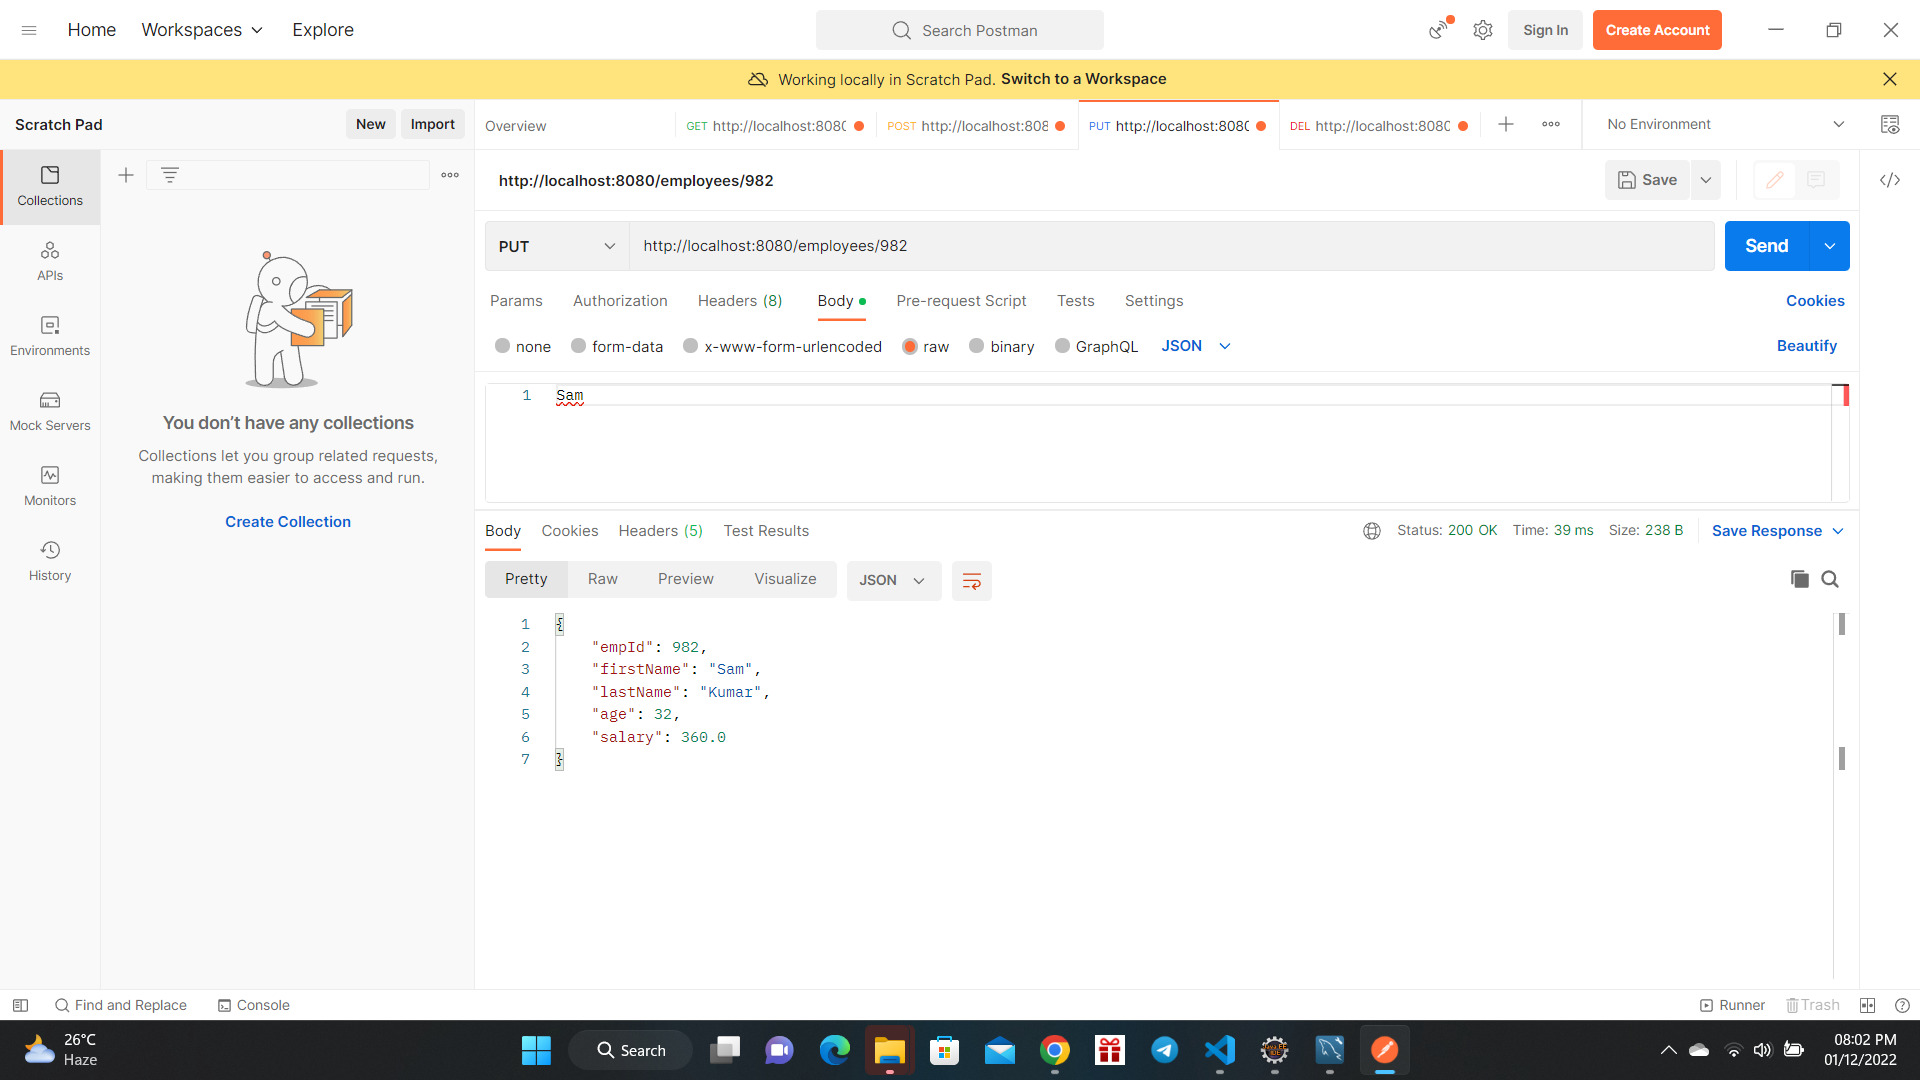 Home Workspaces Explore Search Postman Sign In Create Account
Working locally in Scratch Pad. Switch to a Workspace
Scratch Pad New Import Overview GET http://localhost:8080 POST http://localhost:808 PUT http://localhost:8080 DEL http://localhost:8080 No Environment
http://localhost:8080/employees/982 Save
Collections
PUT http://localhost:8080/employees/982 Send
APIs
Params Authorization Headers (8) Body Pre-request Script Tests Settings Cookies
Environments none form-data x-www-form-urlencoded raw binary GraphQL JSON Beautify
1 Sam
Mock Servers
You don’t have any collections
Collections let you group related requests,
making them easier to access and run.
Monitors
Create Collection
Body Cookies Headers (5) Test Results Status: 200 OK Time: 39 ms Size: 238 B Save Response
History
Pretty Raw Preview Visualize JSON
1 {
2 "empId": 982,
3 "firstName": "Sam",
4 "lastName": "Kumar",
5 "age": 32,
6 "salary": 360.0
7 }
Find and Replace Console Runner Trash
26°C
Haze
Search
08:02 PM
01/12/2022